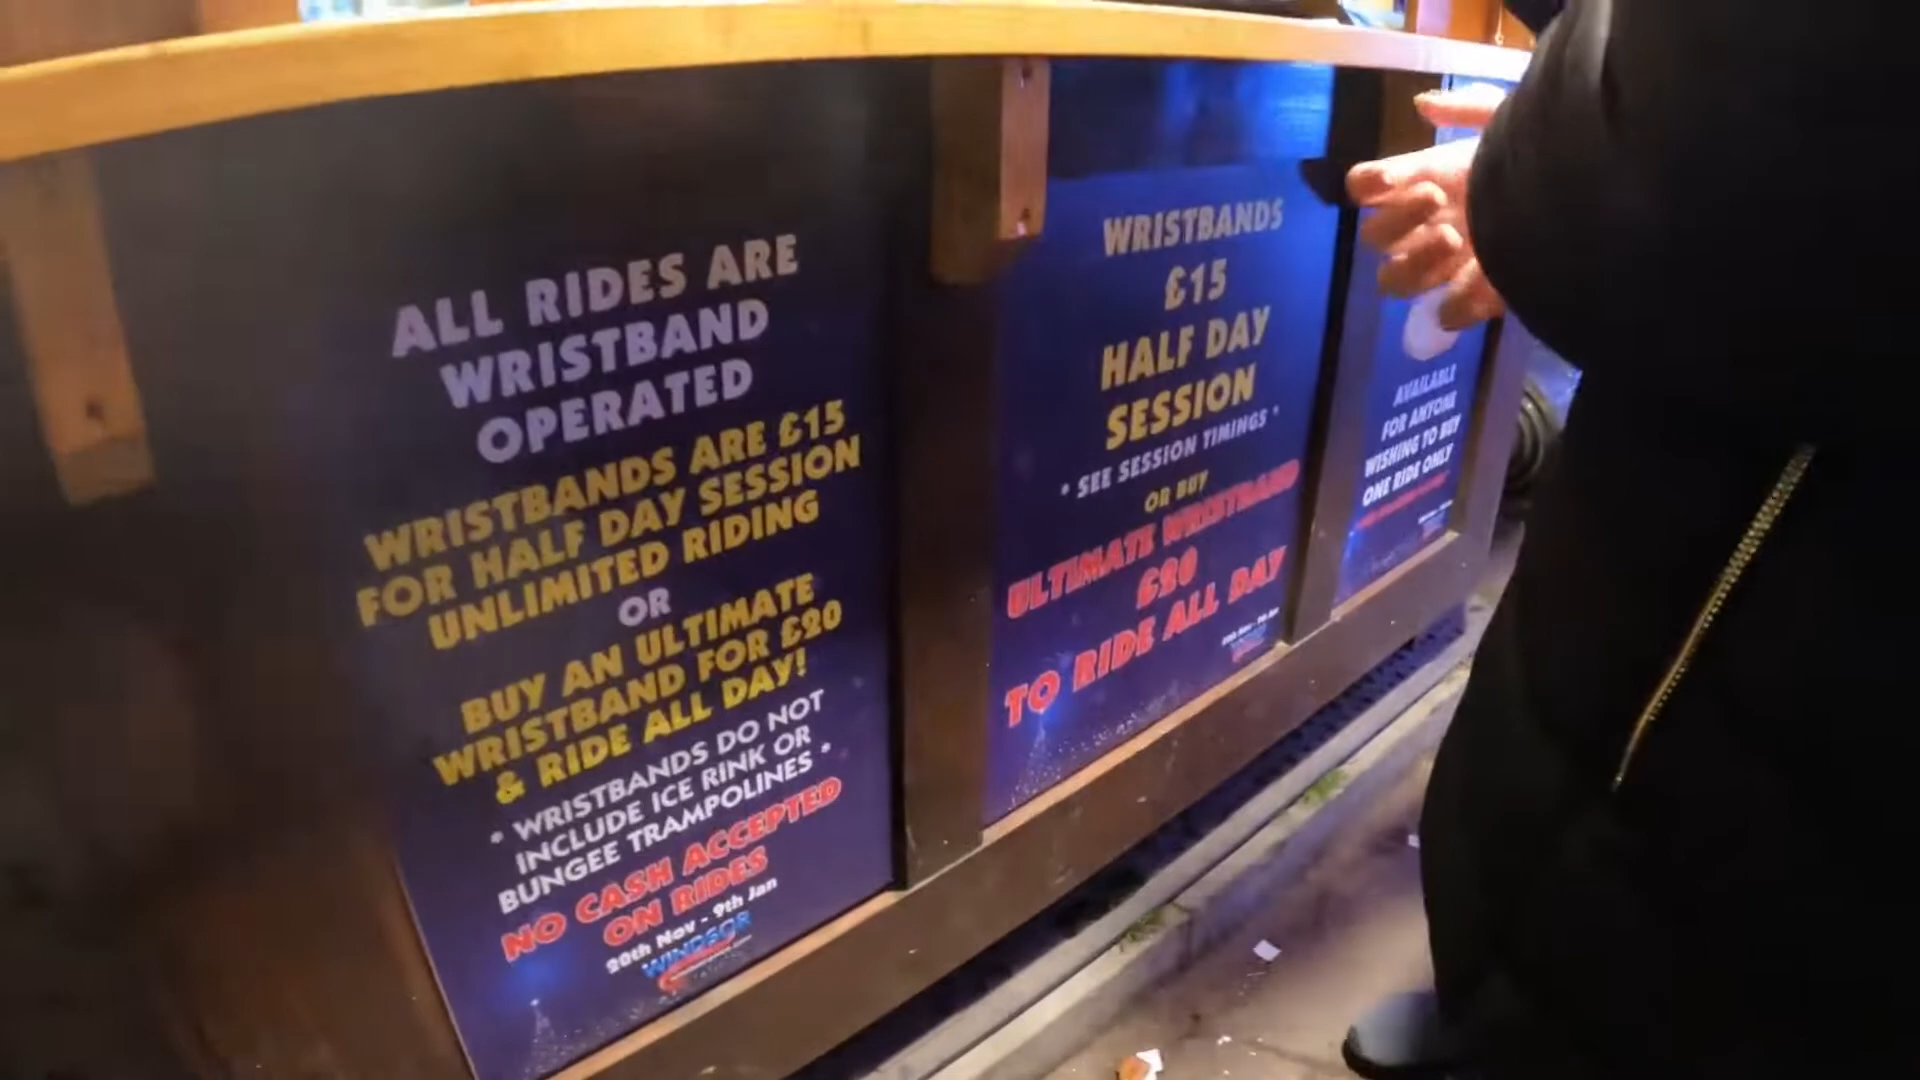 ALL RIDES ARE
WRISTBAND
OPERATED
WRISTBANDS ARE £15
FOR HALF DAY SESSION
UNLIMITED RIDING
OR
BUY AN ULTIMATE
WRISTBAND FOR £20
& RIDE ALL DAY!
* WRISTBANDS DO NOT
INCLUDE ICE RINK OR
BUNGEE TRAMPOLINES *
NO CASH ACCEPTED
ON RIDES
20th Nov - 9th Jan
WINDSOR
WRISTBANDS
£15
HALF DAY
SESSION
* SEE SESSION TIMINGS *
OR BUY
ULTIMATE WRISTBAND
£20
TO RIDE ALL DAY
AVAILABLE
FOR ANYONE
WISHING TO BUY
ONE RIDE ONLY